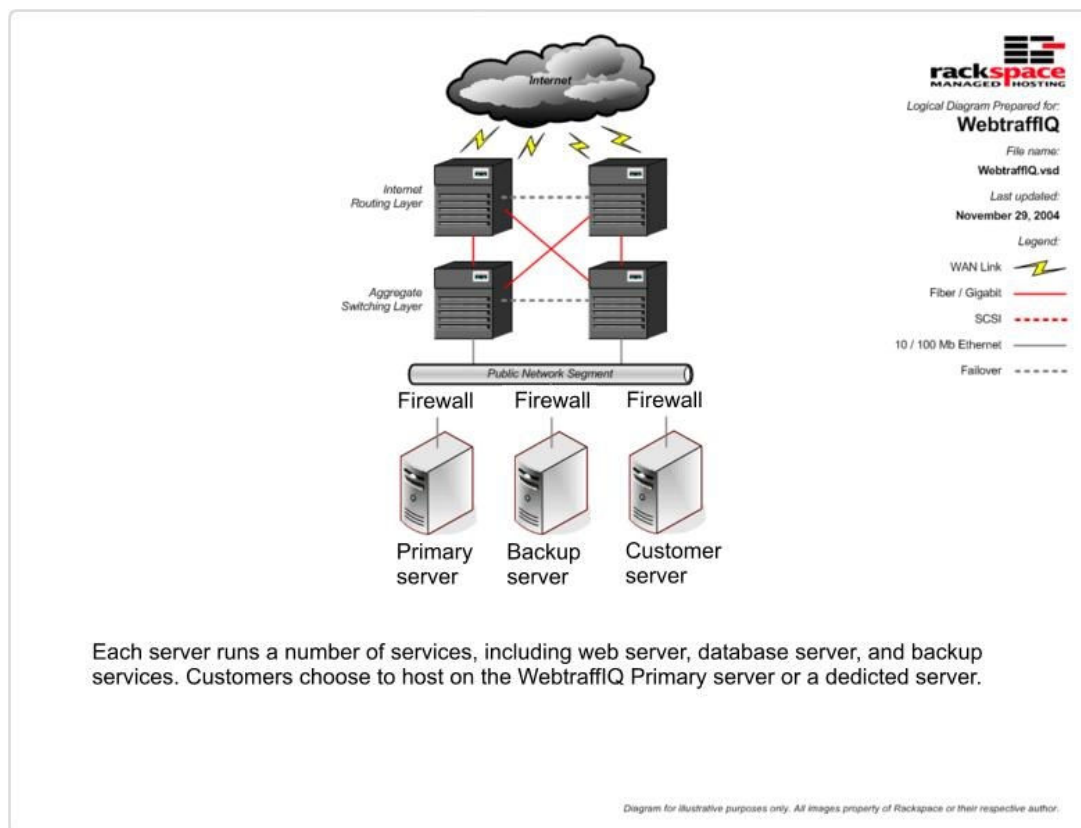 Internet
rackspace
MANAGED HOSTING
Logical Diagram Prepared for:
WebtraffIQ
File name:
WebtraffIQ.vsd
Last updated:
November 29, 2004
Legend:
WAN Link
Fiber / Gigabit
SCSI
10 / 100 Mb Ethernet
Failover
Internet
Routing Layer
Aggregate
Switching Layer
Public Network Segment
Firewall Firewall Firewall
Primary server
Backup server
Customer server
Each server runs a number of services, including web server, database server, and backup
services. Customers choose to host on the WebtraffIQ Primary server or a dedicted server.
Diagram for illustrative purposes only. All images property of Rackspace or their respective author.